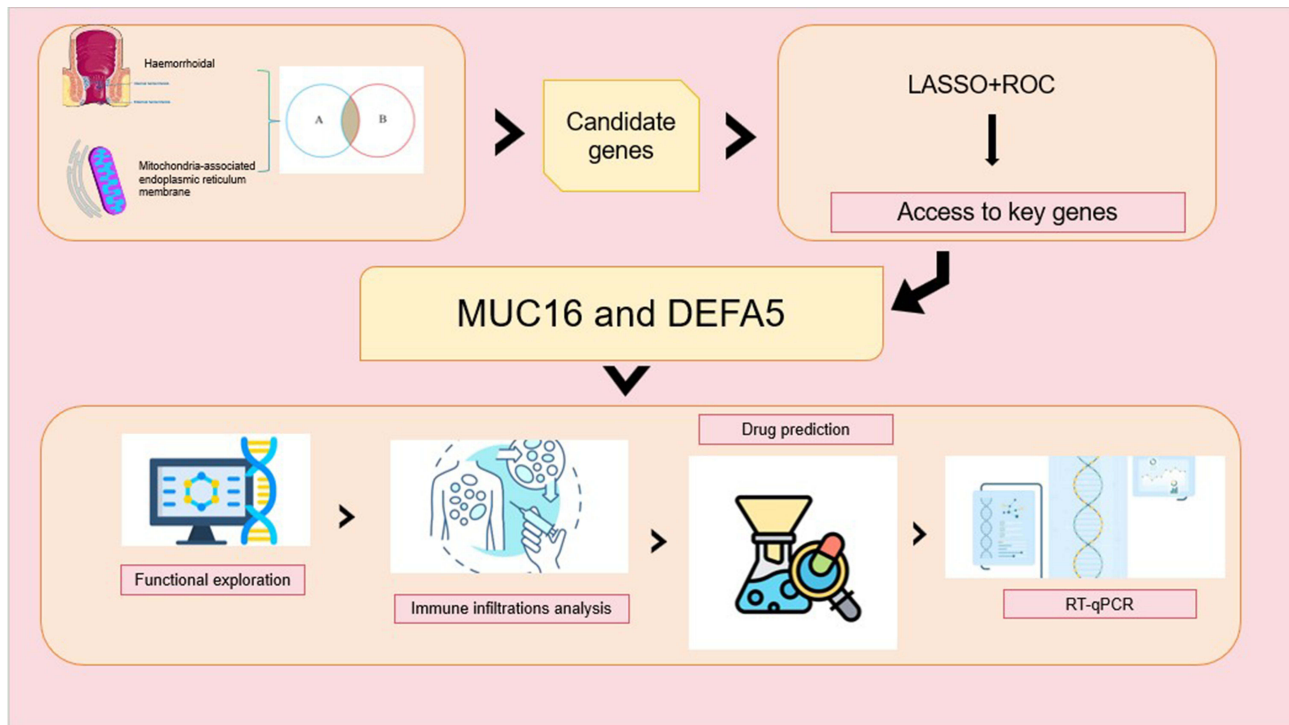 Haemorrhoidal
Mitochondria-associated
endoplasmic reticulum
membrane
A
B
Candidate
genes
LASSO+ROC
Access to key genes
MUC16 and DEFA5
Functional exploration
Immune infiltrations analysis
Drug prediction
RT-qPCR